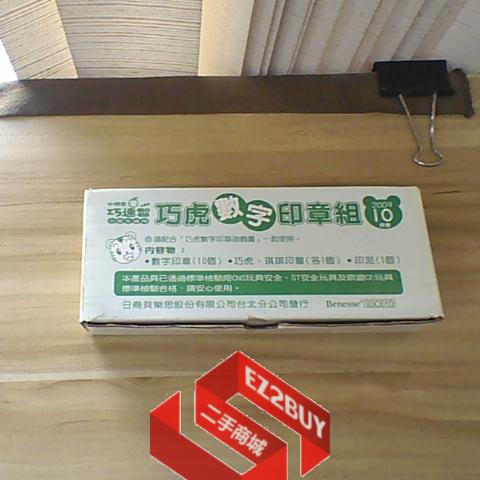 巧連智
巧虎數字印章組
2009
10
月號
◎請配合「巧虎數字印章遊戲書」一起使用。
內容物：
•數字印章(10個) •巧虎、琪琪印章(各1個) •印泥(1個)
本產品與已通過標準檢驗局CNS玩具安全、ST安全玩具及歐盟CE玩具
標準檢驗合格，請安心使用。
日商貝樂思股份有限公司台北分公司發行 Benesse
EZ2BUY
二手商城